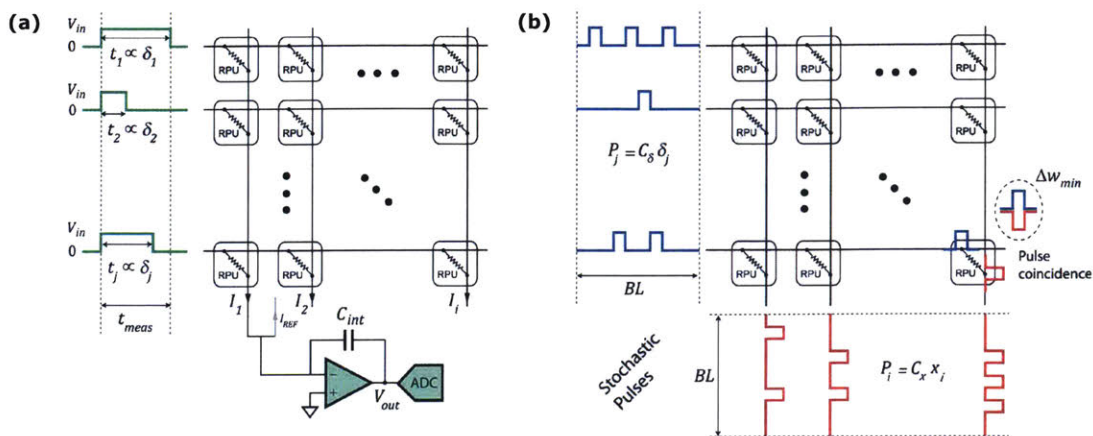 (a)
V_in
0
t_1 ∝ δ_1
V_in
0
t_2 ∝ δ_2
V_in
0
t_j ∝ δ_j
t_meas
RPU
RPU
RPU
RPU
RPU
RPU
RPU
RPU
RPU
I_1
I_REF
I_2
I_i
C_int
−
+
V_out
ADC
(b)
P_j = C_δ δ_j
BL
RPU
RPU
RPU
RPU
RPU
RPU
RPU
RPU
RPU
Δw_min
Pulse
coincidence
Stochastic
Pulses
BL
P_i = C_x x_i